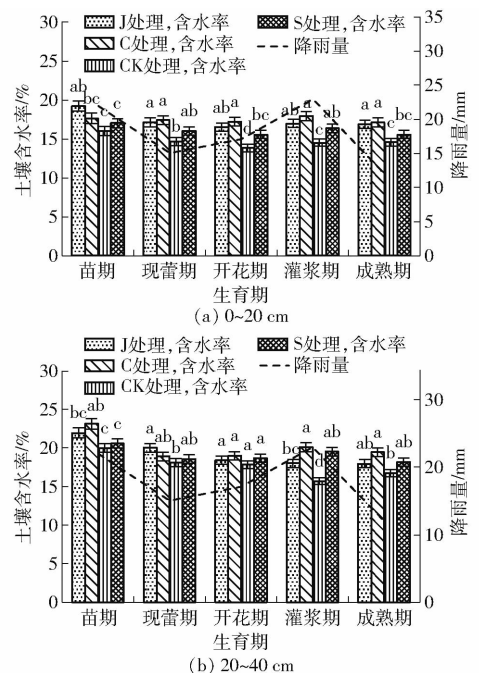 J处理,含水率 S处理,含水率
C处理,含水率 降雨量
CK处理,含水率
土壤含水率/%
30
25
20
15
10
5
0
ab bc c c
a a b ab
ab a c bc
ab a c ab
a a c bc
降雨量/mm
35
30
25
20
15
10
5
0
苗期 现蕾期 开花期 灌浆期 成熟期
生育期
(a) 0~20 cm
J处理,含水率 S处理,含水率
C处理,含水率 降雨量
CK处理,含水率
土壤含水率/%
30
25
20
15
10
5
0
bc ab c c
a ab b ab
a a a a
bc a d ab
ab a c ab
降雨量/mm
30
20
10
0
苗期 现蕾期 开花期 灌浆期 成熟期
生育期
(b) 20~40 cm